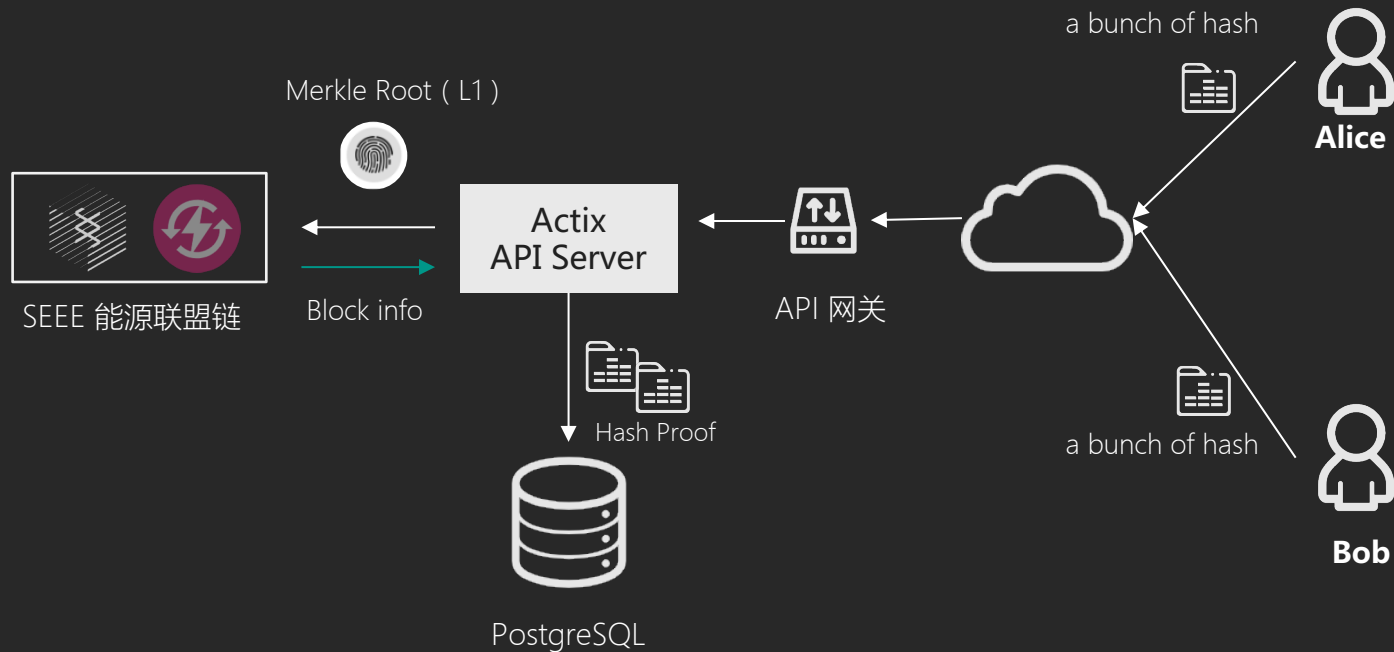 a bunch of hash
Alice
Merkle Root ( L1 )
Actix
API Server
SEEE 能源联盟链
Block info
API 网关
Hash Proof
a bunch of hash
Bob
PostgreSQL